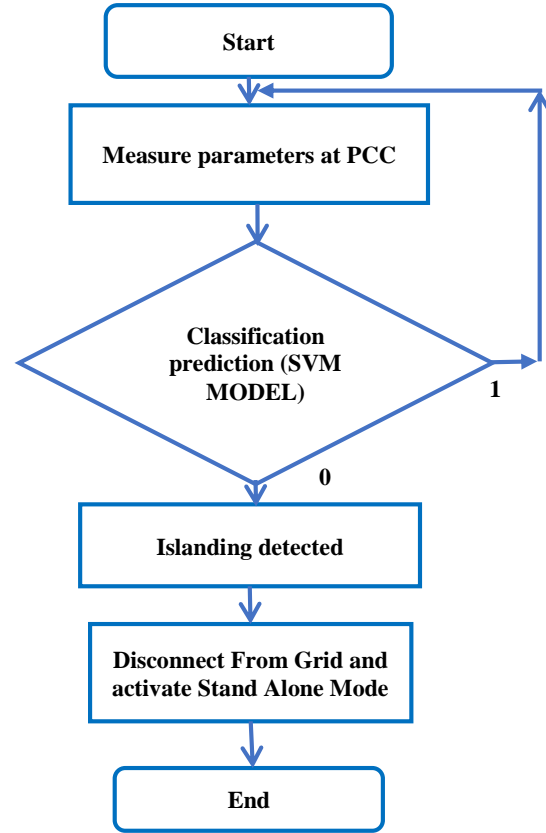 Start
Measure parameters at PCC
Classification
prediction (SVM
MODEL)
1
0
Islanding detected
Disconnect From Grid and
activate Stand Alone Mode
End